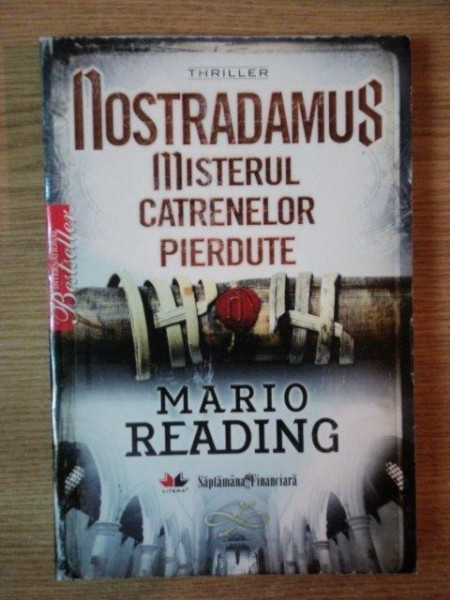 THRILLER
NOSTRADAMUS
MISTERUL
CATRENELOR
PIERDUTE
Bestseller
MARIO
READING
LITERA
Săptămâna Financiară